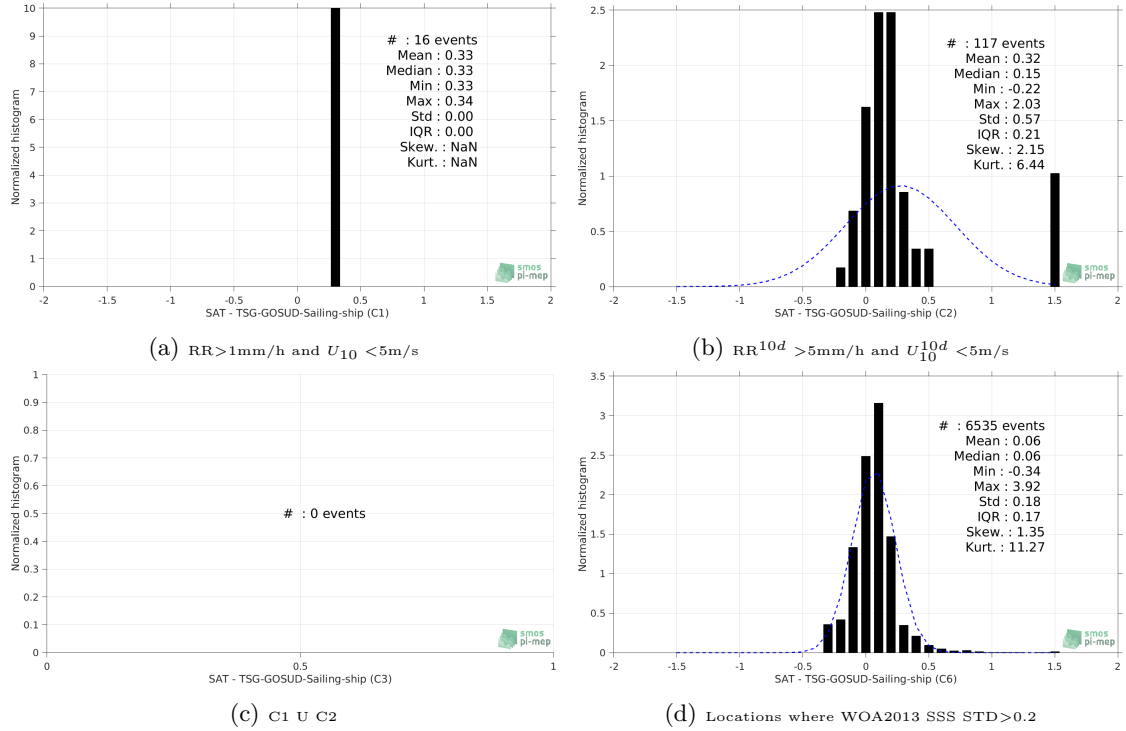 10
9
8
7
6
5
4
3
2
1
0
-2
-1.5
-1
-0.5
0
0.5
1
1.5
2
Normalized histogram
SAT - TSG-GOSUD-Sailing-ship (C1)
# : 16 events
Mean : 0.33
Median : 0.33
Min : 0.33
Max : 0.34
Std : 0.00
IQR : 0.00
Skew. : NaN
Kurt. : NaN
smos
pi-mep
(a) RR>1mm/h and U10 <5m/s
2.5
2
1.5
1
0.5
0
-2
-1.5
-1
-0.5
0
0.5
1
1.5
2
Normalized histogram
SAT - TSG-GOSUD-Sailing-ship (C2)
# : 117 events
Mean : 0.32
Median : 0.15
Min : -0.22
Max : 2.03
Std : 0.57
IQR : 0.21
Skew. : 2.15
Kurt. : 6.44
smos
pi-mep
(b) RR^10d >5mm/h and U10^10d <5m/s
1
0.9
0.8
0.7
0.6
0.5
0.4
0.3
0.2
0.1
0
0
0.5
1
Normalized histogram
SAT - TSG-GOSUD-Sailing-ship (C3)
# : 0 events
smos
pi-mep
(c) C1 U C2
3.5
3
2.5
2
1.5
1
0.5
0
-2
-1.5
-1
-0.5
0
0.5
1
1.5
2
Normalized histogram
SAT - TSG-GOSUD-Sailing-ship (C6)
# : 6535 events
Mean : 0.06
Median : 0.06
Min : -0.34
Max : 3.92
Std : 0.18
IQR : 0.17
Skew. : 1.35
Kurt. : 11.27
smos
pi-mep
(d) Locations where WOA2013 SSS STD>0.2